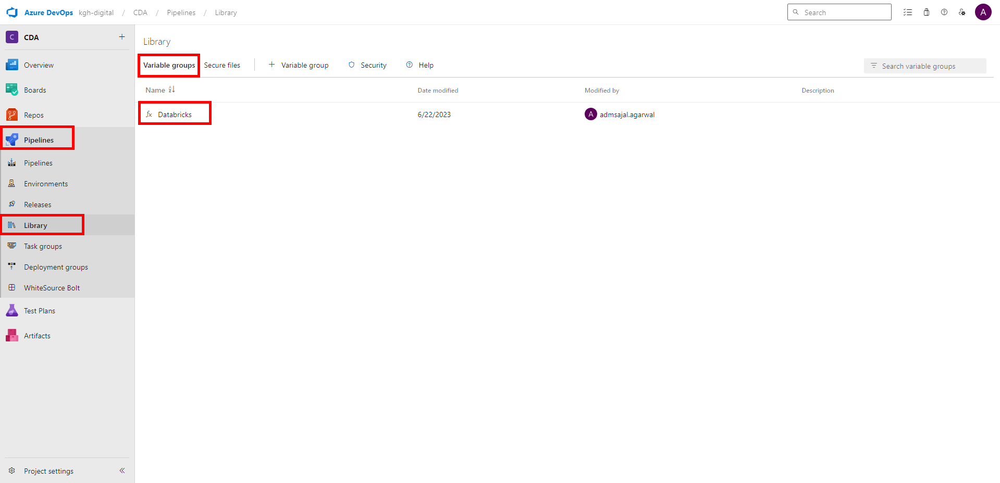 Azure DevOps kgh-digital / CDA / Pipelines / Library
Search
A
C CDA
Overview
Boards
Repos
Pipelines
Pipelines
Environments
Releases
Library
Task groups
Deployment groups
WhiteSource Bolt
Test Plans
Artifacts
Project settings
Library
Variable groups Secure files + Variable group Security Help
Search variable groups
Name Date modified Modified by Description
fx Databricks 6/22/2023 A admsajal.agarwal